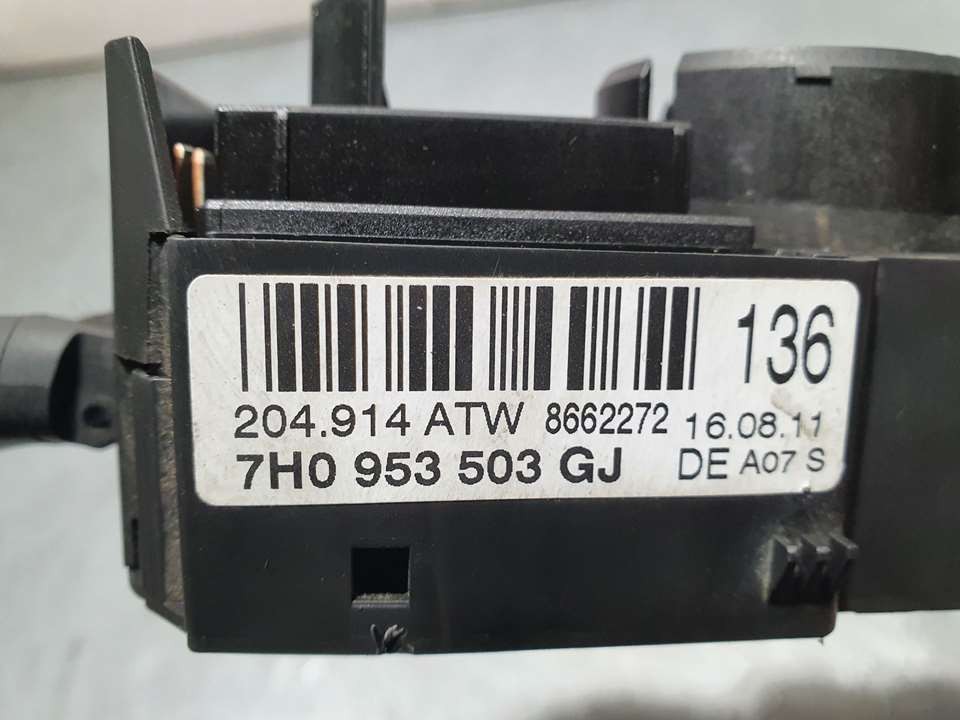 136
204.914 ATW 8662272 16.08.11
7H0 953 503 GJ DE A07 S